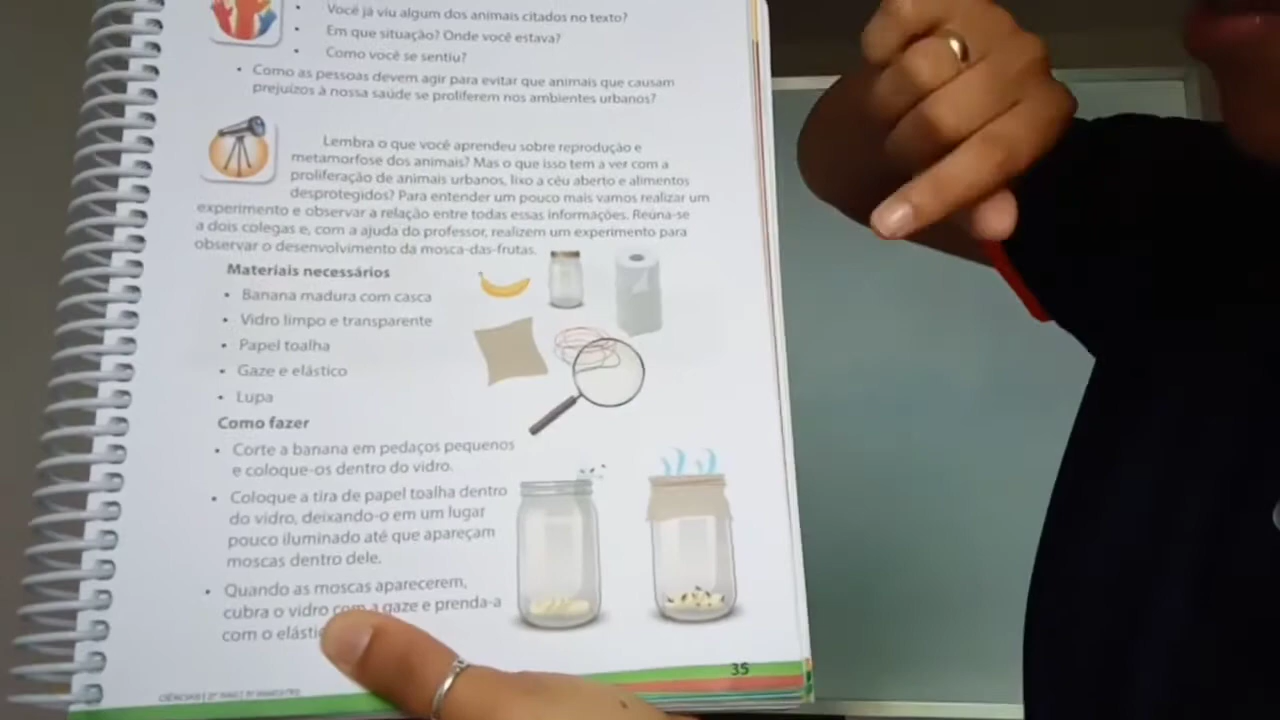 • Você já viu algum dos animais citados no texto?
• Em que situação? Onde você estava?
• Como você se sentiu?
• Como as pessoas devem agir para evitar que animais que causam
prejuízos à nossa saúde se proliferem nos ambientes urbanos?
Lembra o que você aprendeu sobre reprodução e
metamorfose dos animais? Mas o que isso tem a ver com a
proliferação de animais urbanos, lixo a céu aberto e alimentos
desprotegidos? Para entender um pouco mais vamos realizar um
experimento e observar a relação entre todas essas informações. Reúna-se
a dois colegas e, com a ajuda do professor, realizem um experimento para
observar o desenvolvimento da mosca-das-frutas.
Materiais necessários
• Banana madura com casca
• Vidro limpo e transparente
• Papel toalha
• Gaze e elástico
• Lupa
Como fazer
• Corte a banana em pedaços pequenos
e coloque-os dentro do vidro.
• Coloque a tira de papel toalha dentro
do vidro, deixando-o em um lugar
pouco iluminado até que apareçam
moscas dentro dele.
• Quando as moscas aparecerem,
cubra o vidro com a gaze e prenda-a
com o
35